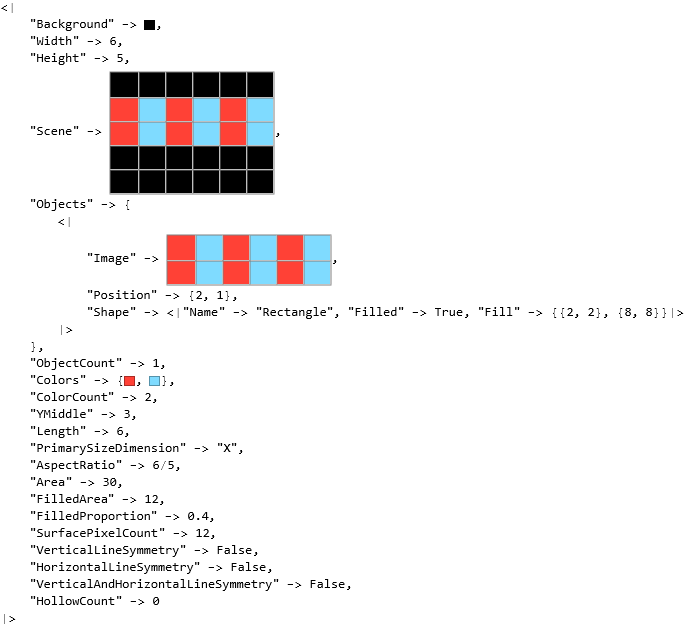 <|
"Background" -> ,
"Width" -> 6,
"Height" -> 5,
"Scene" -> ,
"Objects" -> {
<|
"Image" -> ,
"Position" -> {2, 1},
"Shape" -> <|"Name" -> "Rectangle", "Filled" -> True, "Fill" -> {{2, 2}, {8, 8}}|>
|>
},
"ObjectCount" -> 1,
"Colors" -> {, },
"ColorCount" -> 2,
"YMiddle" -> 3,
"Length" -> 6,
"PrimarySizeDimension" -> "X",
"AspectRatio" -> 6/5,
"Area" -> 30,
"FilledArea" -> 12,
"FilledProportion" -> 0.4,
"SurfacePixelCount" -> 12,
"VerticalLineSymmetry" -> False,
"HorizontalLineSymmetry" -> False,
"VerticalAndHorizontalLineSymmetry" -> False,
"HollowCount" -> 0
|>